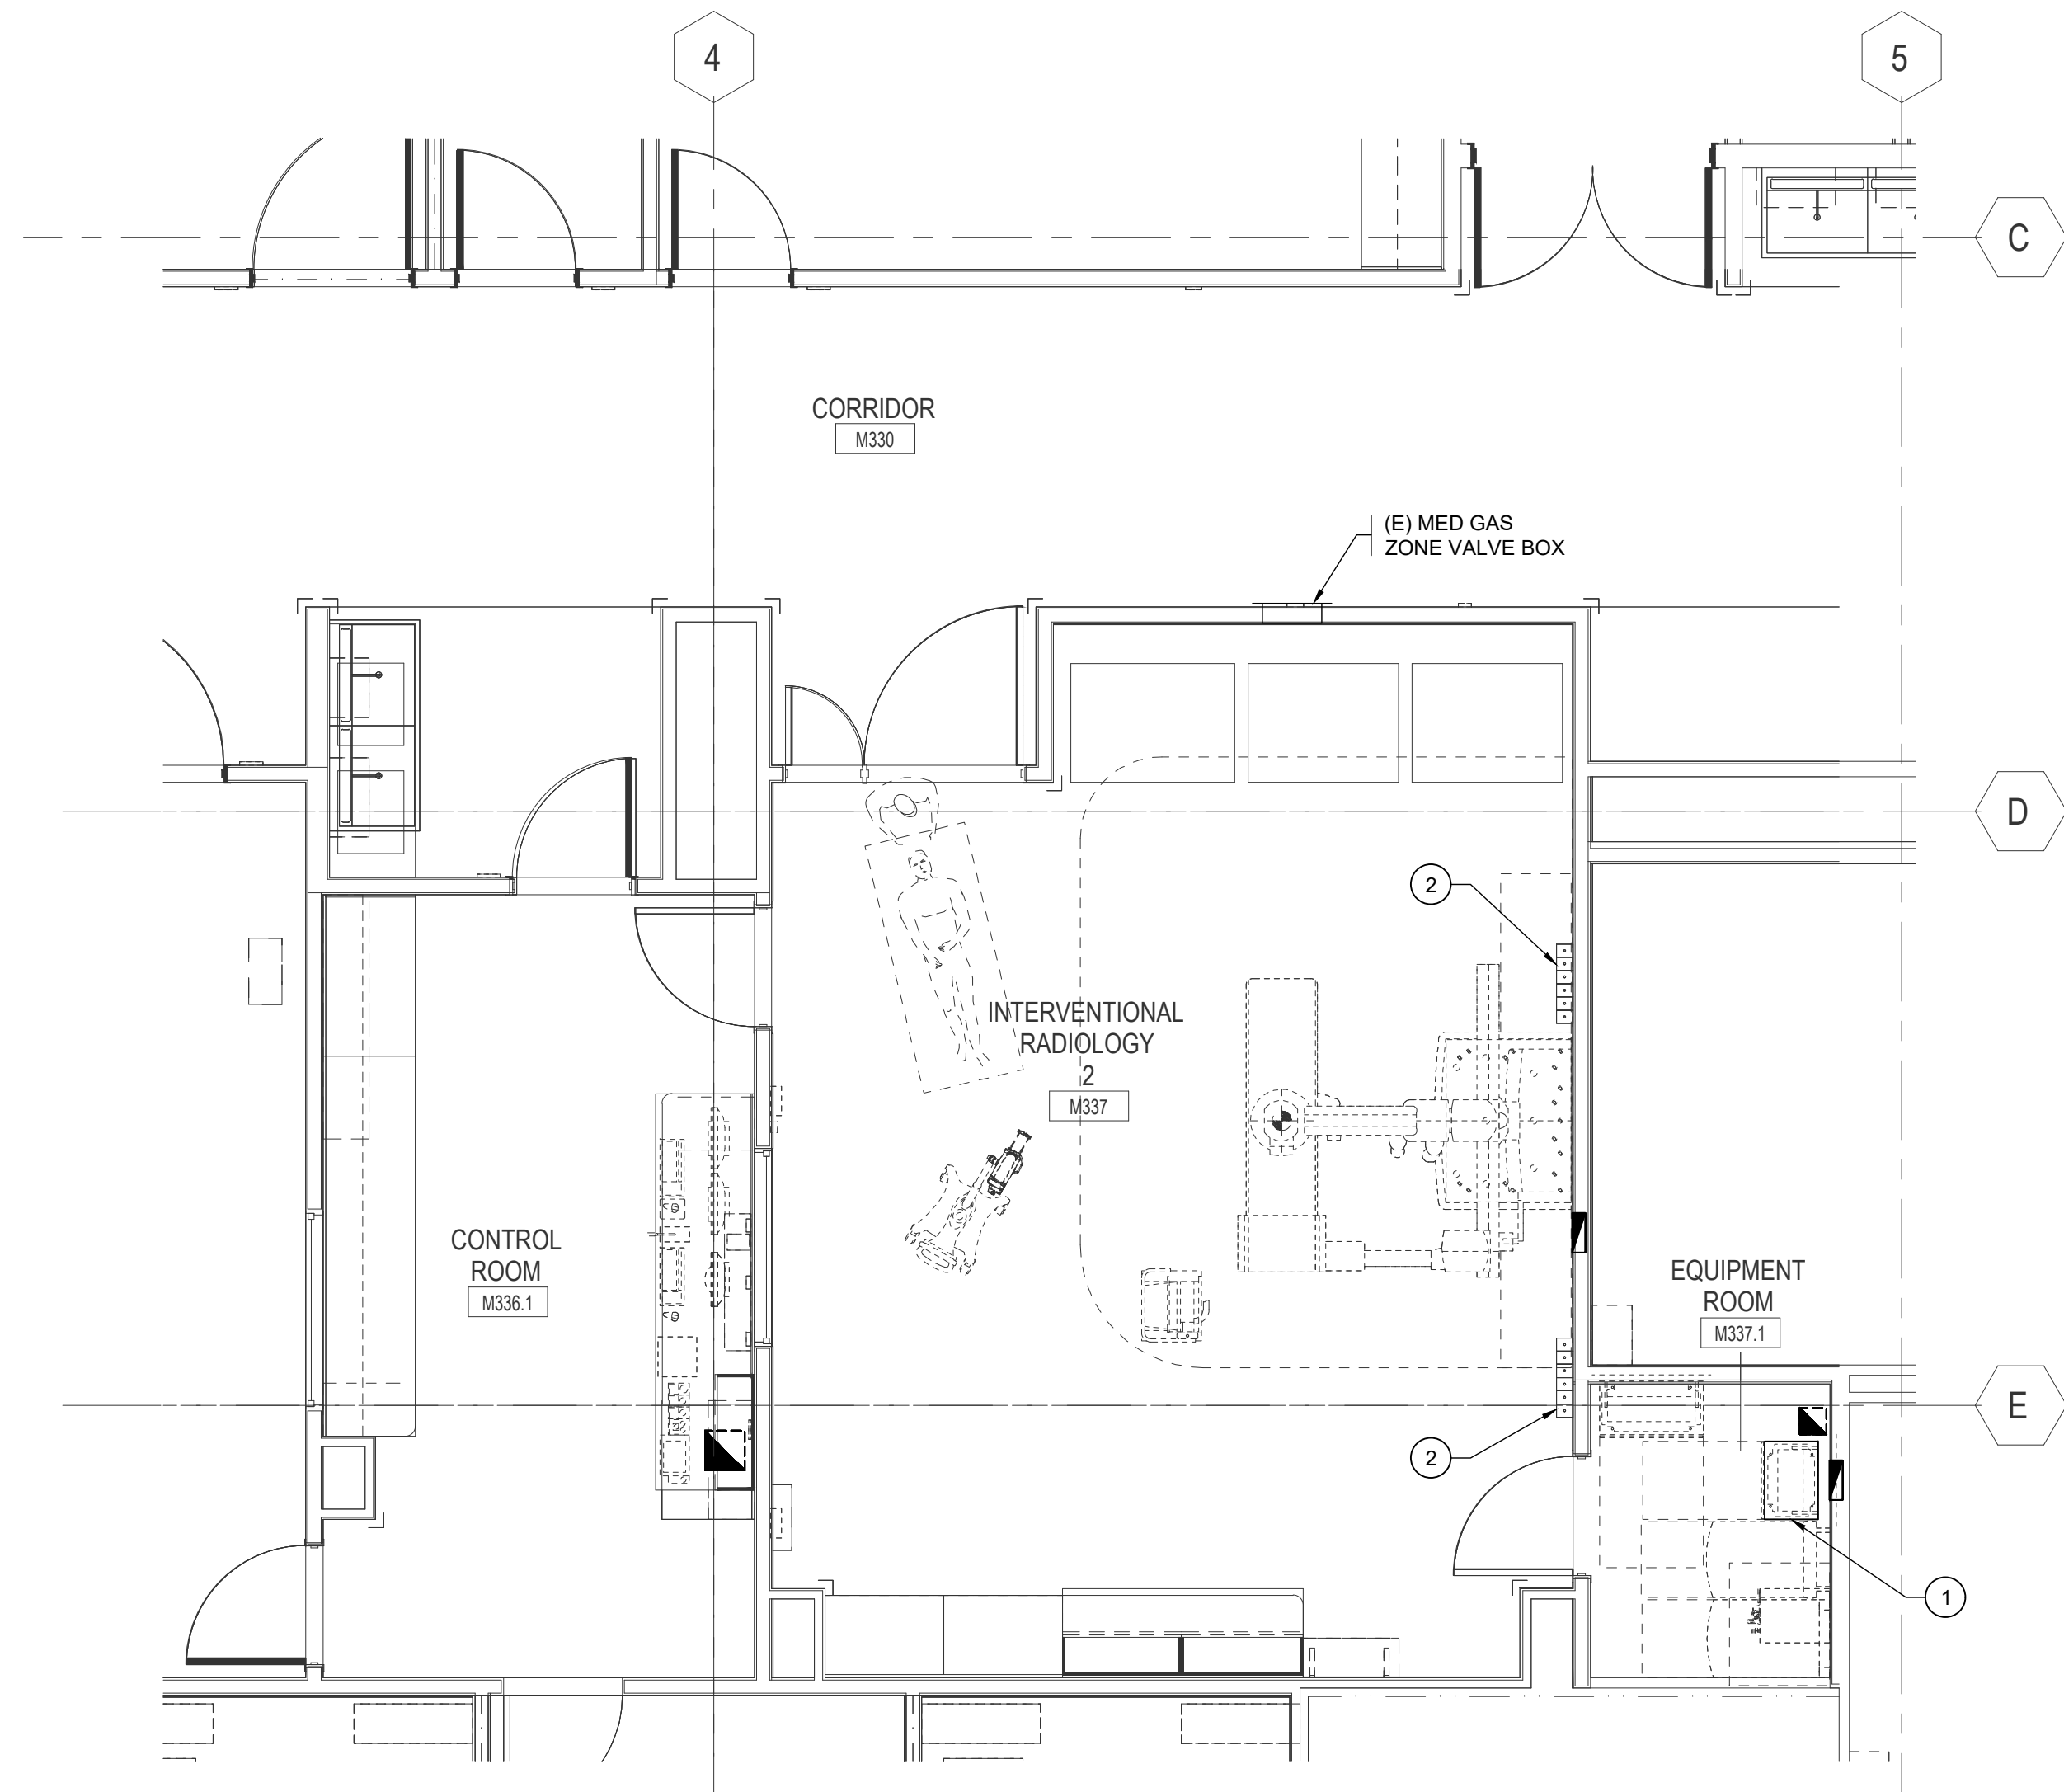 4
5
C
CORRIDOR
M330
(E) MED GAS
ZONE VALVE BOX
D
2
INTERVENTIONAL
RADIOLOGY
2
M337
CONTROL
ROOM
M336.1
EQUIPMENT
ROOM
M337.1
E
2
1